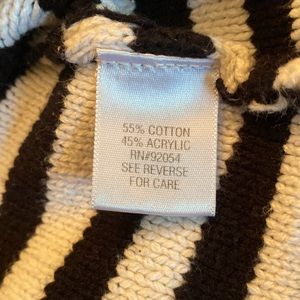 55% COTTON
45% ACRYLIC
RN#92054
SEE REVERSE
FOR CARE